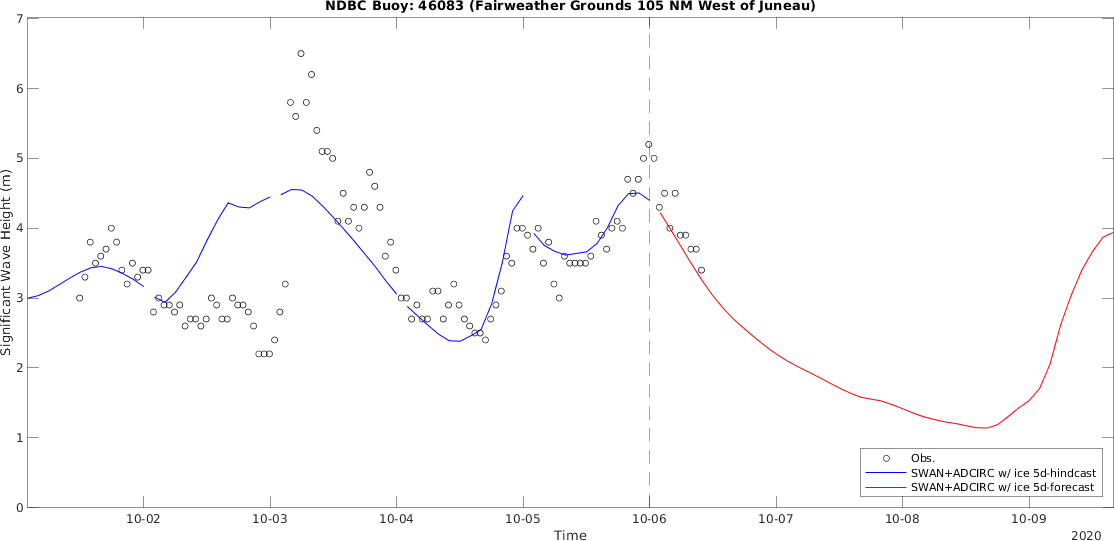 NDBC Buoy: 46083 (Fairweather Grounds 105 NM West of Juneau)
7
6
5
4
3
2
1
0
Significant Wave Height (m)
Obs.
SWAN+ADCIRC w/ ice 5d-hindcast
SWAN+ADCIRC w/ ice 5d-forecast
10-02 10-03 10-04 10-05 10-06 10-07 10-08 10-09
Time
2020